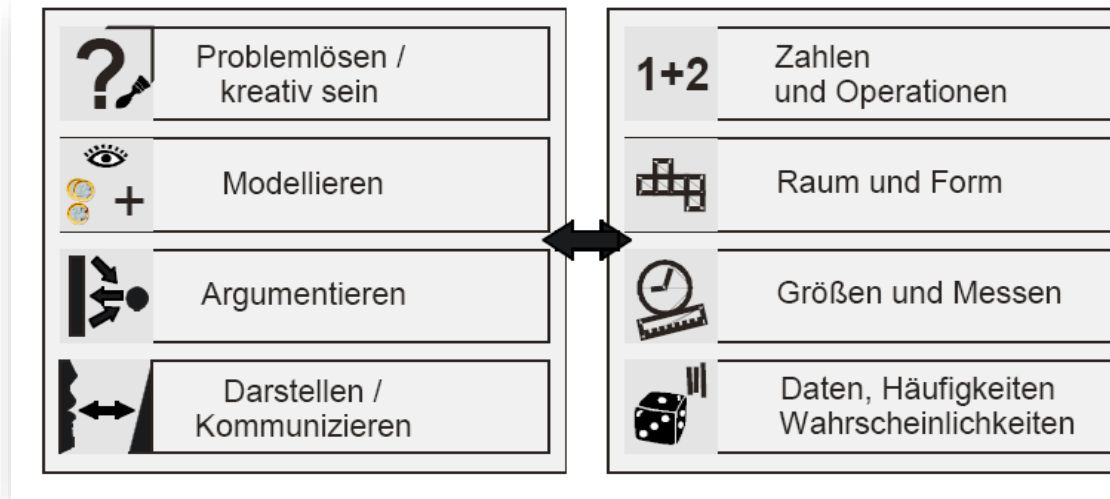 Problemlösen /
kreativ sein
Modellieren
Argumentieren
Darstellen /
Kommunizieren
1+2
Zahlen
und Operationen
Raum und Form
Größen und Messen
Daten, Häufigkeiten
Wahrscheinlichkeiten